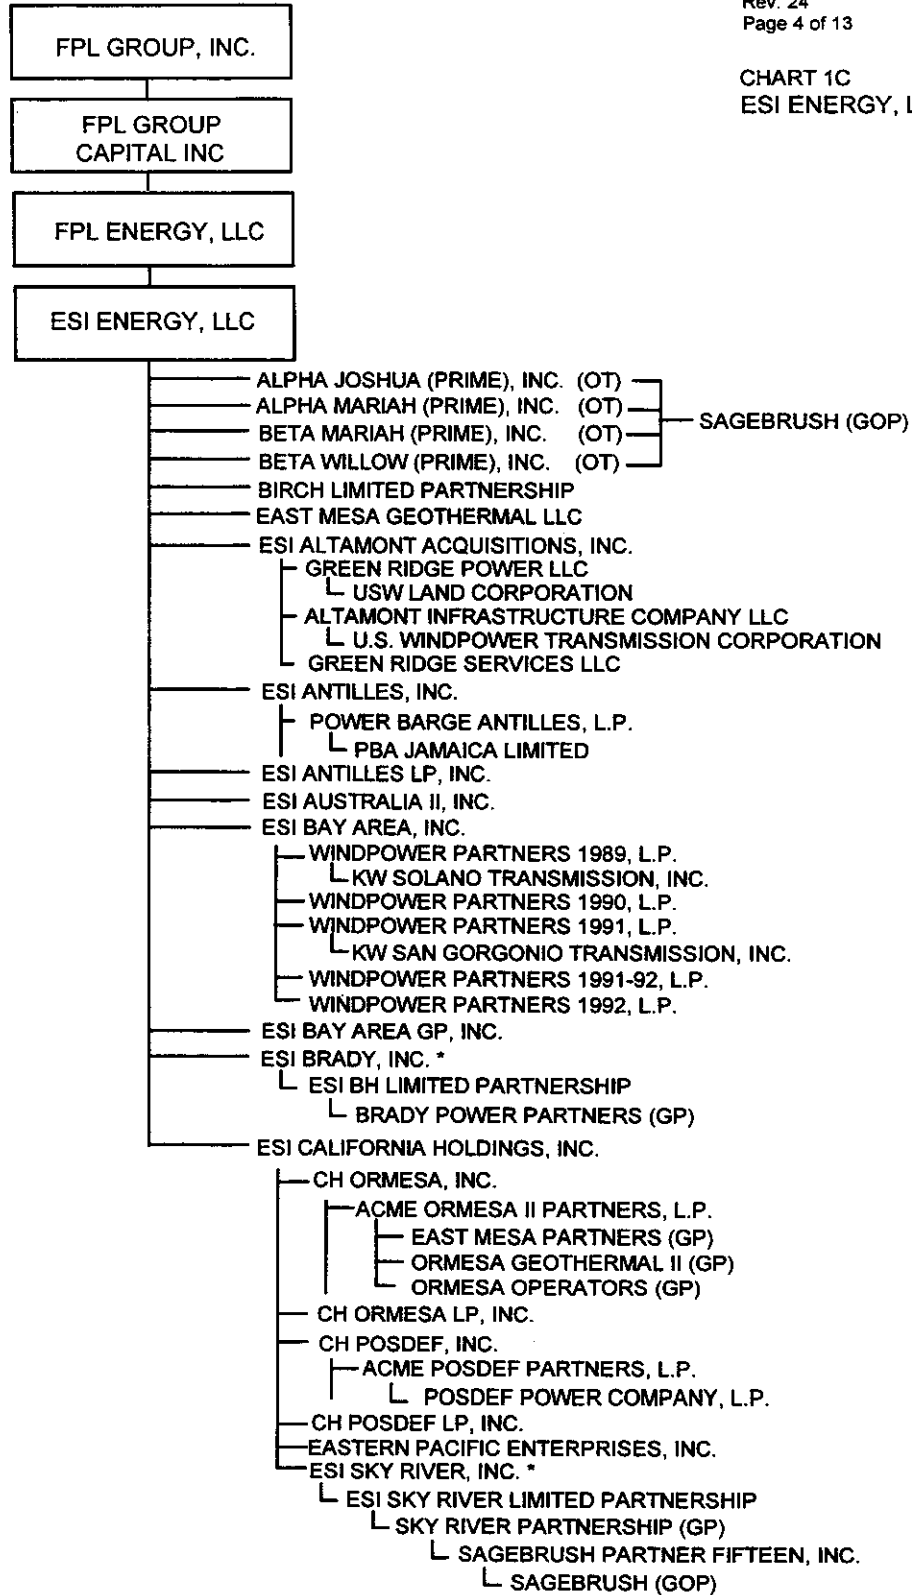 Rev. 24
Page 4 of 13
CHART 1C
ESI ENERGY, L
FPL GROUP, INC.
FPL GROUP
CAPITAL INC
FPL ENERGY, LLC
ESI ENERGY, LLC
ALPHA JOSHUA (PRIME), INC. (OT)
ALPHA MARIAH (PRIME), INC. (OT)
SAGEBRUSH (GOP)
BETA MARIAH (PRIME), INC. (OT)
BETA WILLOW (PRIME), INC. (OT)
BIRCH LIMITED PARTNERSHIP
EAST MESA GEOTHERMAL LLC
ESI ALTAMONT ACQUISITIONS, INC.
GREEN RIDGE POWER LLC
USW LAND CORPORATION
ALTAMONT INFRASTRUCTURE COMPANY LLC
U.S. WINDPOWER TRANSMISSION CORPORATION
GREEN RIDGE SERVICES LLC
ESI ANTILLES, INC.
POWER BARGE ANTILLES, L.P.
PBA JAMAICA LIMITED
ESI ANTILLES LP, INC.
ESI AUSTRALIA II, INC.
ESI BAY AREA, INC.
WINDPOWER PARTNERS 1989, L.P.
KW SOLANO TRANSMISSION, INC.
WINDPOWER PARTNERS 1990, L.P.
WINDPOWER PARTNERS 1991, L.P.
KW SAN GORGONIO TRANSMISSION, INC.
WINDPOWER PARTNERS 1991-92, L.P.
WINDPOWER PARTNERS 1992, L.P.
ESI BAY AREA GP, INC.
ESI BRADY, INC. *
ESI BH LIMITED PARTNERSHIP
BRADY POWER PARTNERS (GP)
ESI CALIFORNIA HOLDINGS, INC.
CH ORMESA, INC.
ACME ORMESA II PARTNERS, L.P.
EAST MESA PARTNERS (GP)
ORMESA GEOTHERMAL II (GP)
ORMESA OPERATORS (GP)
CH ORMESA LP, INC.
CH POSDEF, INC.
ACME POSDEF PARTNERS, L.P.
POSDEF POWER COMPANY, L.P.
CH POSDEF LP, INC.
EASTERN PACIFIC ENTERPRISES, INC.
ESI SKY RIVER, INC. *
ESI SKY RIVER LIMITED PARTNERSHIP
SKY RIVER PARTNERSHIP (GP)
SAGEBRUSH PARTNER FIFTEEN, INC.
SAGEBRUSH (GOP)